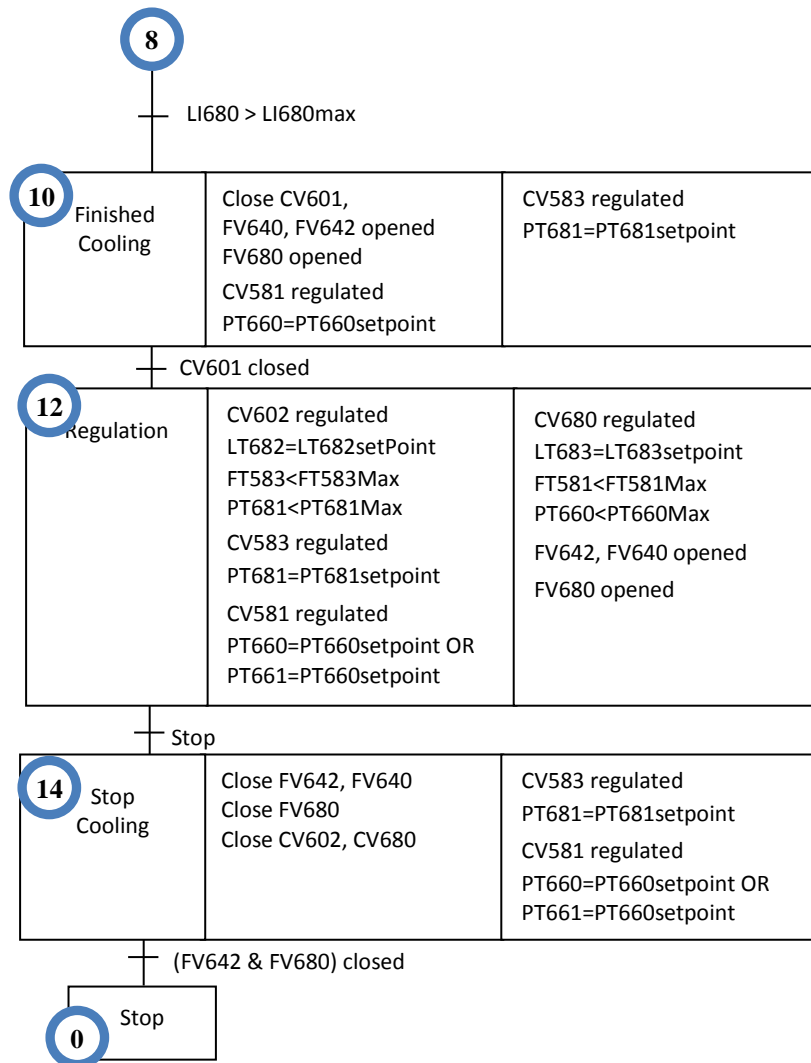 8
LI680 > LI680max
10
Finished
Cooling
Close CV601,
FV640, FV642 opened
FV680 opened
CV581 regulated
PT660=PT660setpoint
CV583 regulated
PT681=PT681setpoint
CV601 closed
12
Regulation
CV602 regulated
LT682=LT682setPoint
FT583<FT583Max
PT681<PT681Max
CV583 regulated
PT681=PT681setpoint
CV581 regulated
PT660=PT660setpoint OR
PT661=PT660setpoint
CV680 regulated
LT683=LT683setpoint
FT581<FT581Max
PT660<PT660Max
FV642, FV640 opened
FV680 opened
Stop
14
Stop
Cooling
Close FV642, FV640
Close FV680
Close CV602, CV680
CV583 regulated
PT681=PT681setpoint
CV581 regulated
PT660=PT660setpoint OR
PT661=PT660setpoint
(FV642 & FV680) closed
Stop
0